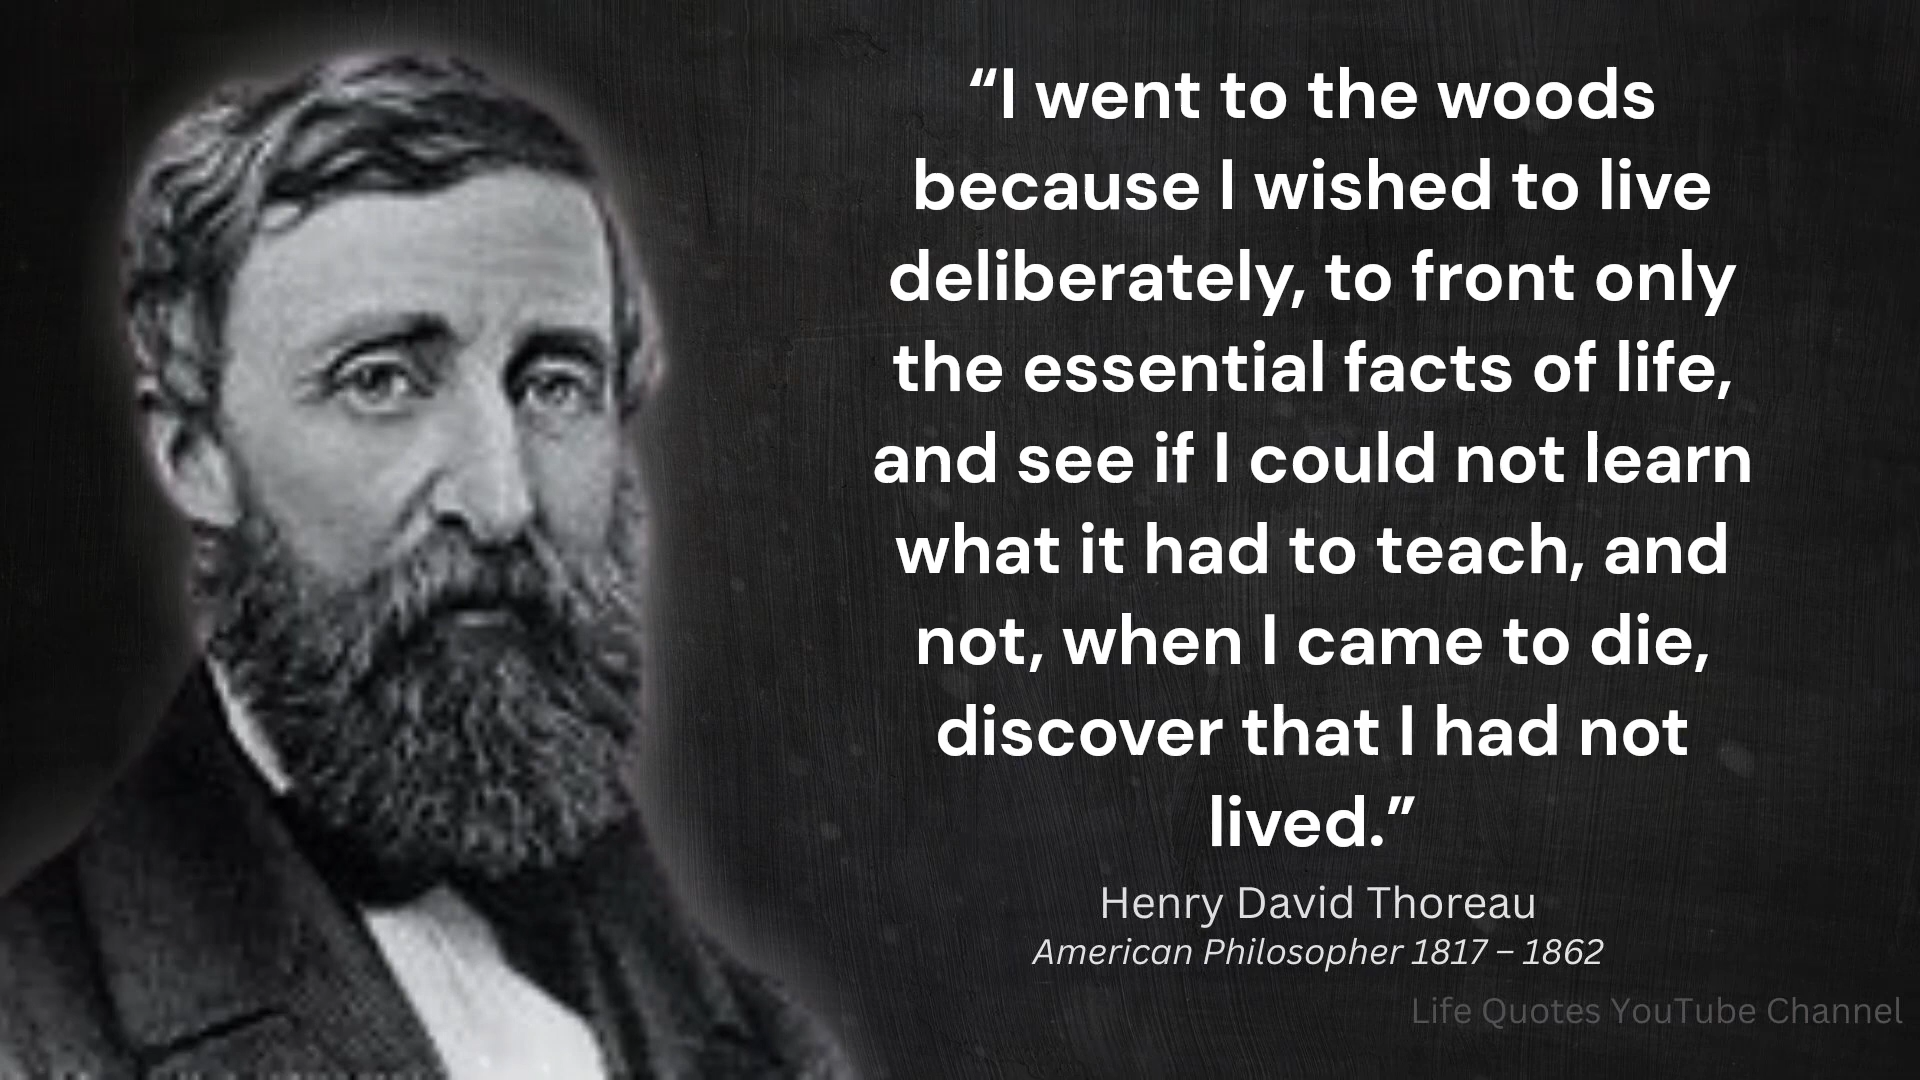 “I went to the woods
because I wished to live
deliberately, to front only
the essential facts of life,
and see if I could not learn
what it had to teach, and
not, when I came to die,
discover that I had not
lived.”
Henry David Thoreau
American Philosopher 1817 – 1862
Life Quotes YouTube Channel